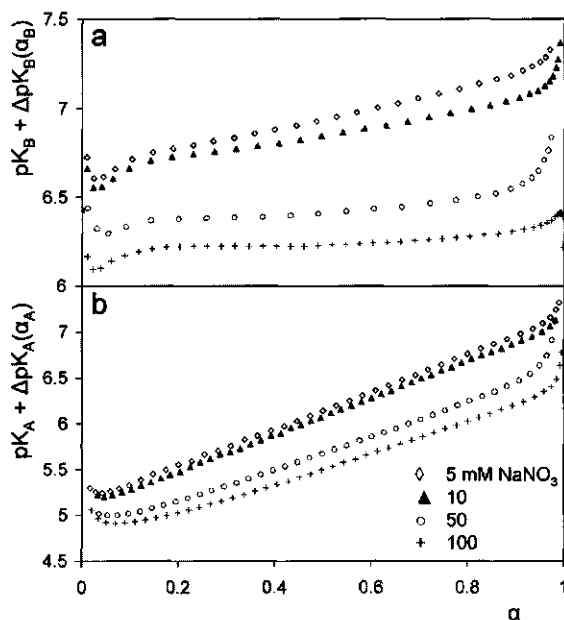 a
pK_B + ΔpK_B(α_B)
7.5
7
6.5
6
b
pK_A + ΔpK_A(α_A)
7
6.5
6
5.5
5
4.5
◇ 5 mM NaNO₃
▲ 10
○ 50
+ 100
0 0.2 0.4 0.6 0.8 1
α